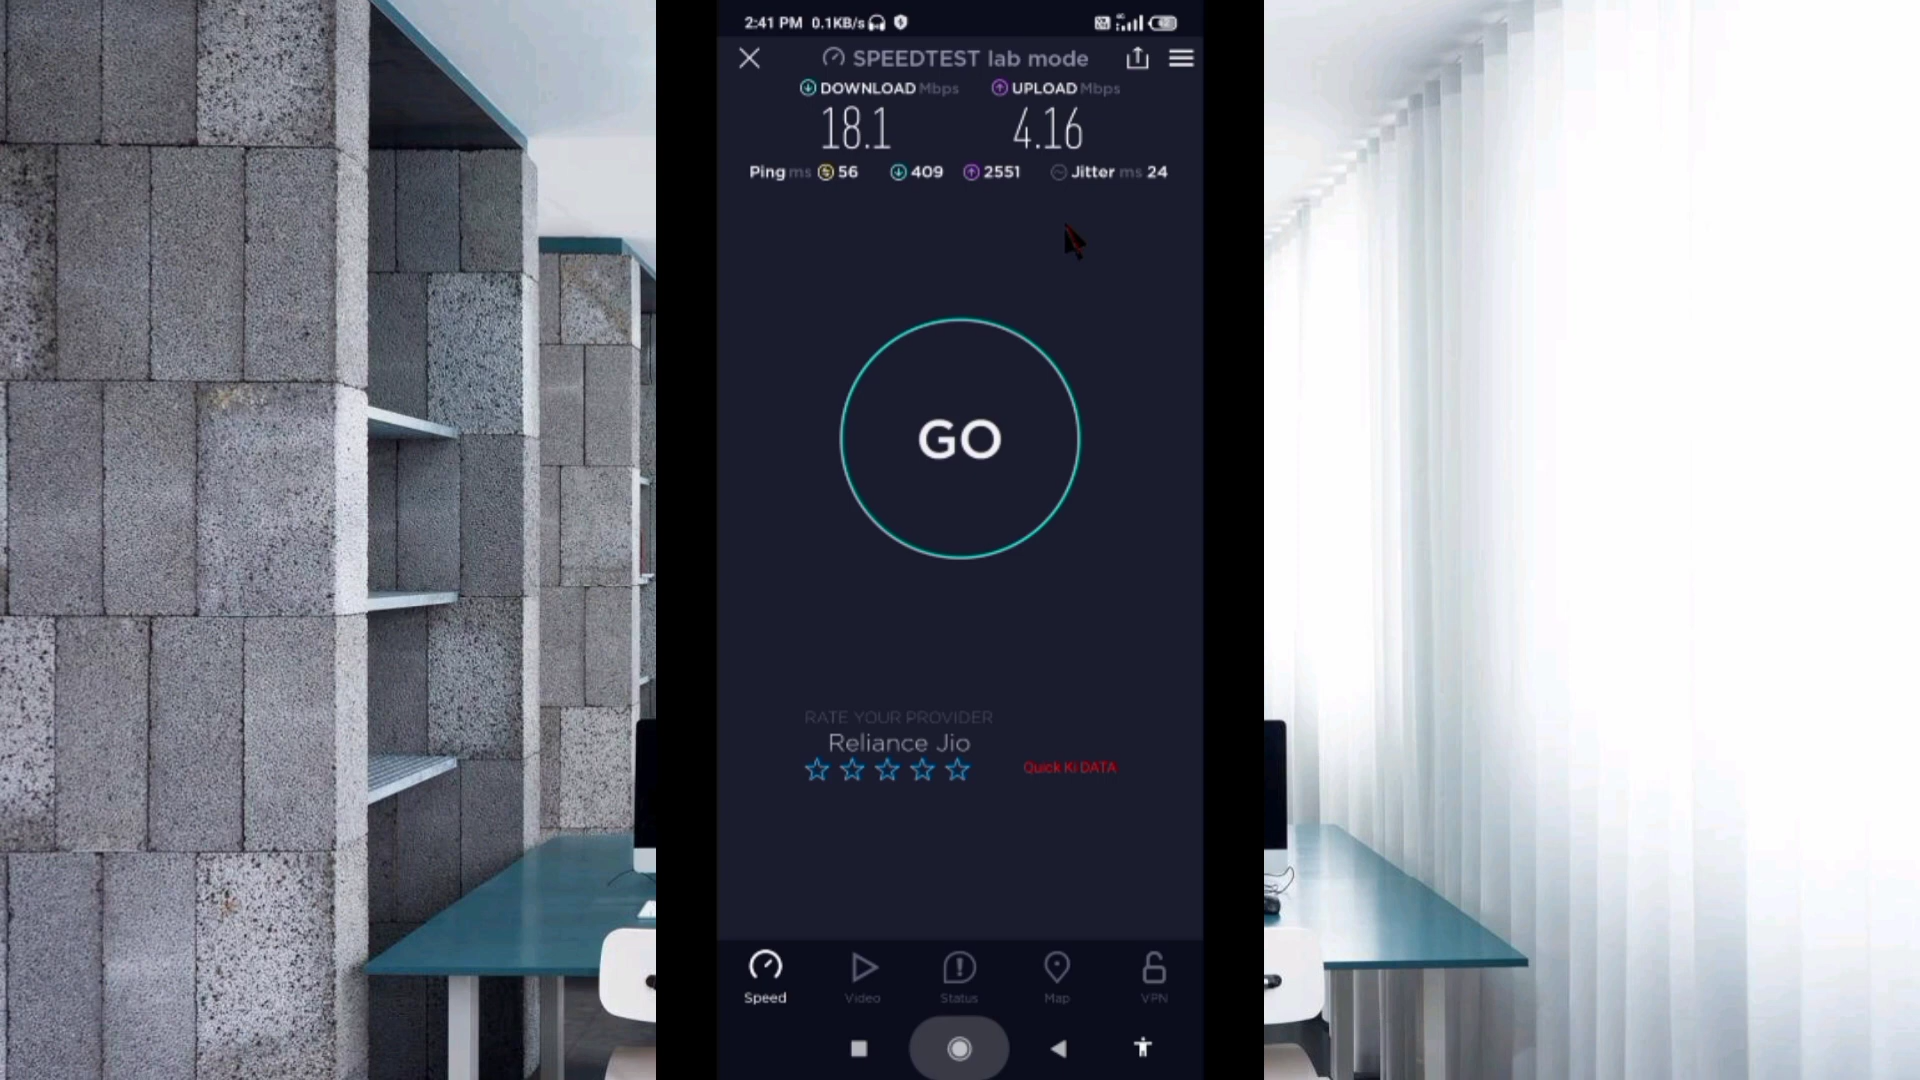 2:41 PM 0.1KB/s
SPEEDTEST lab mode
DOWNLOAD Mbps UPLOAD Mbps
18.1 4.16
Ping ms 56 409 2551 Jitter ms 24
GO
RATE YOUR PROVIDER
Reliance Jio
Quick Ki DATA
Speed Video Status Map VPN